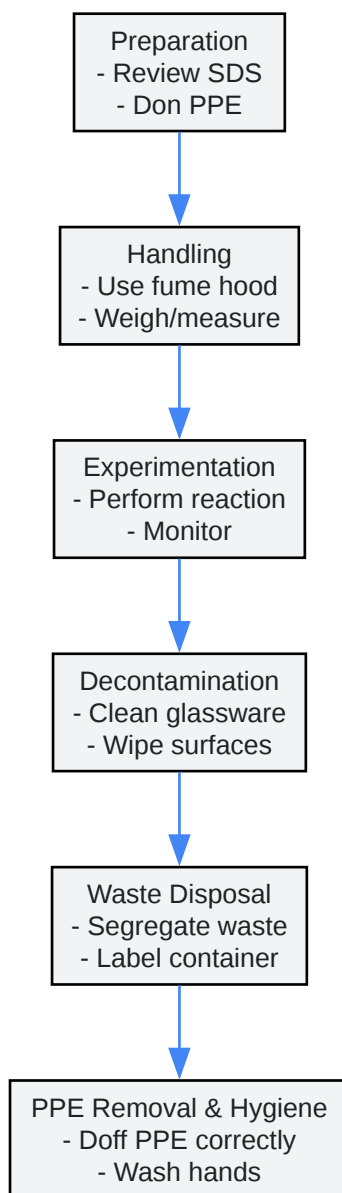 Preparation
- Review SDS
- Don PPE
Handling
- Use fume hood
- Weigh/measure
Experimentation
- Perform reaction
- Monitor
Decontamination
- Clean glassware
- Wipe surfaces
Waste Disposal
- Segregate waste
- Label container
PPE Removal & Hygiene
- Doff PPE correctly
- Wash hands